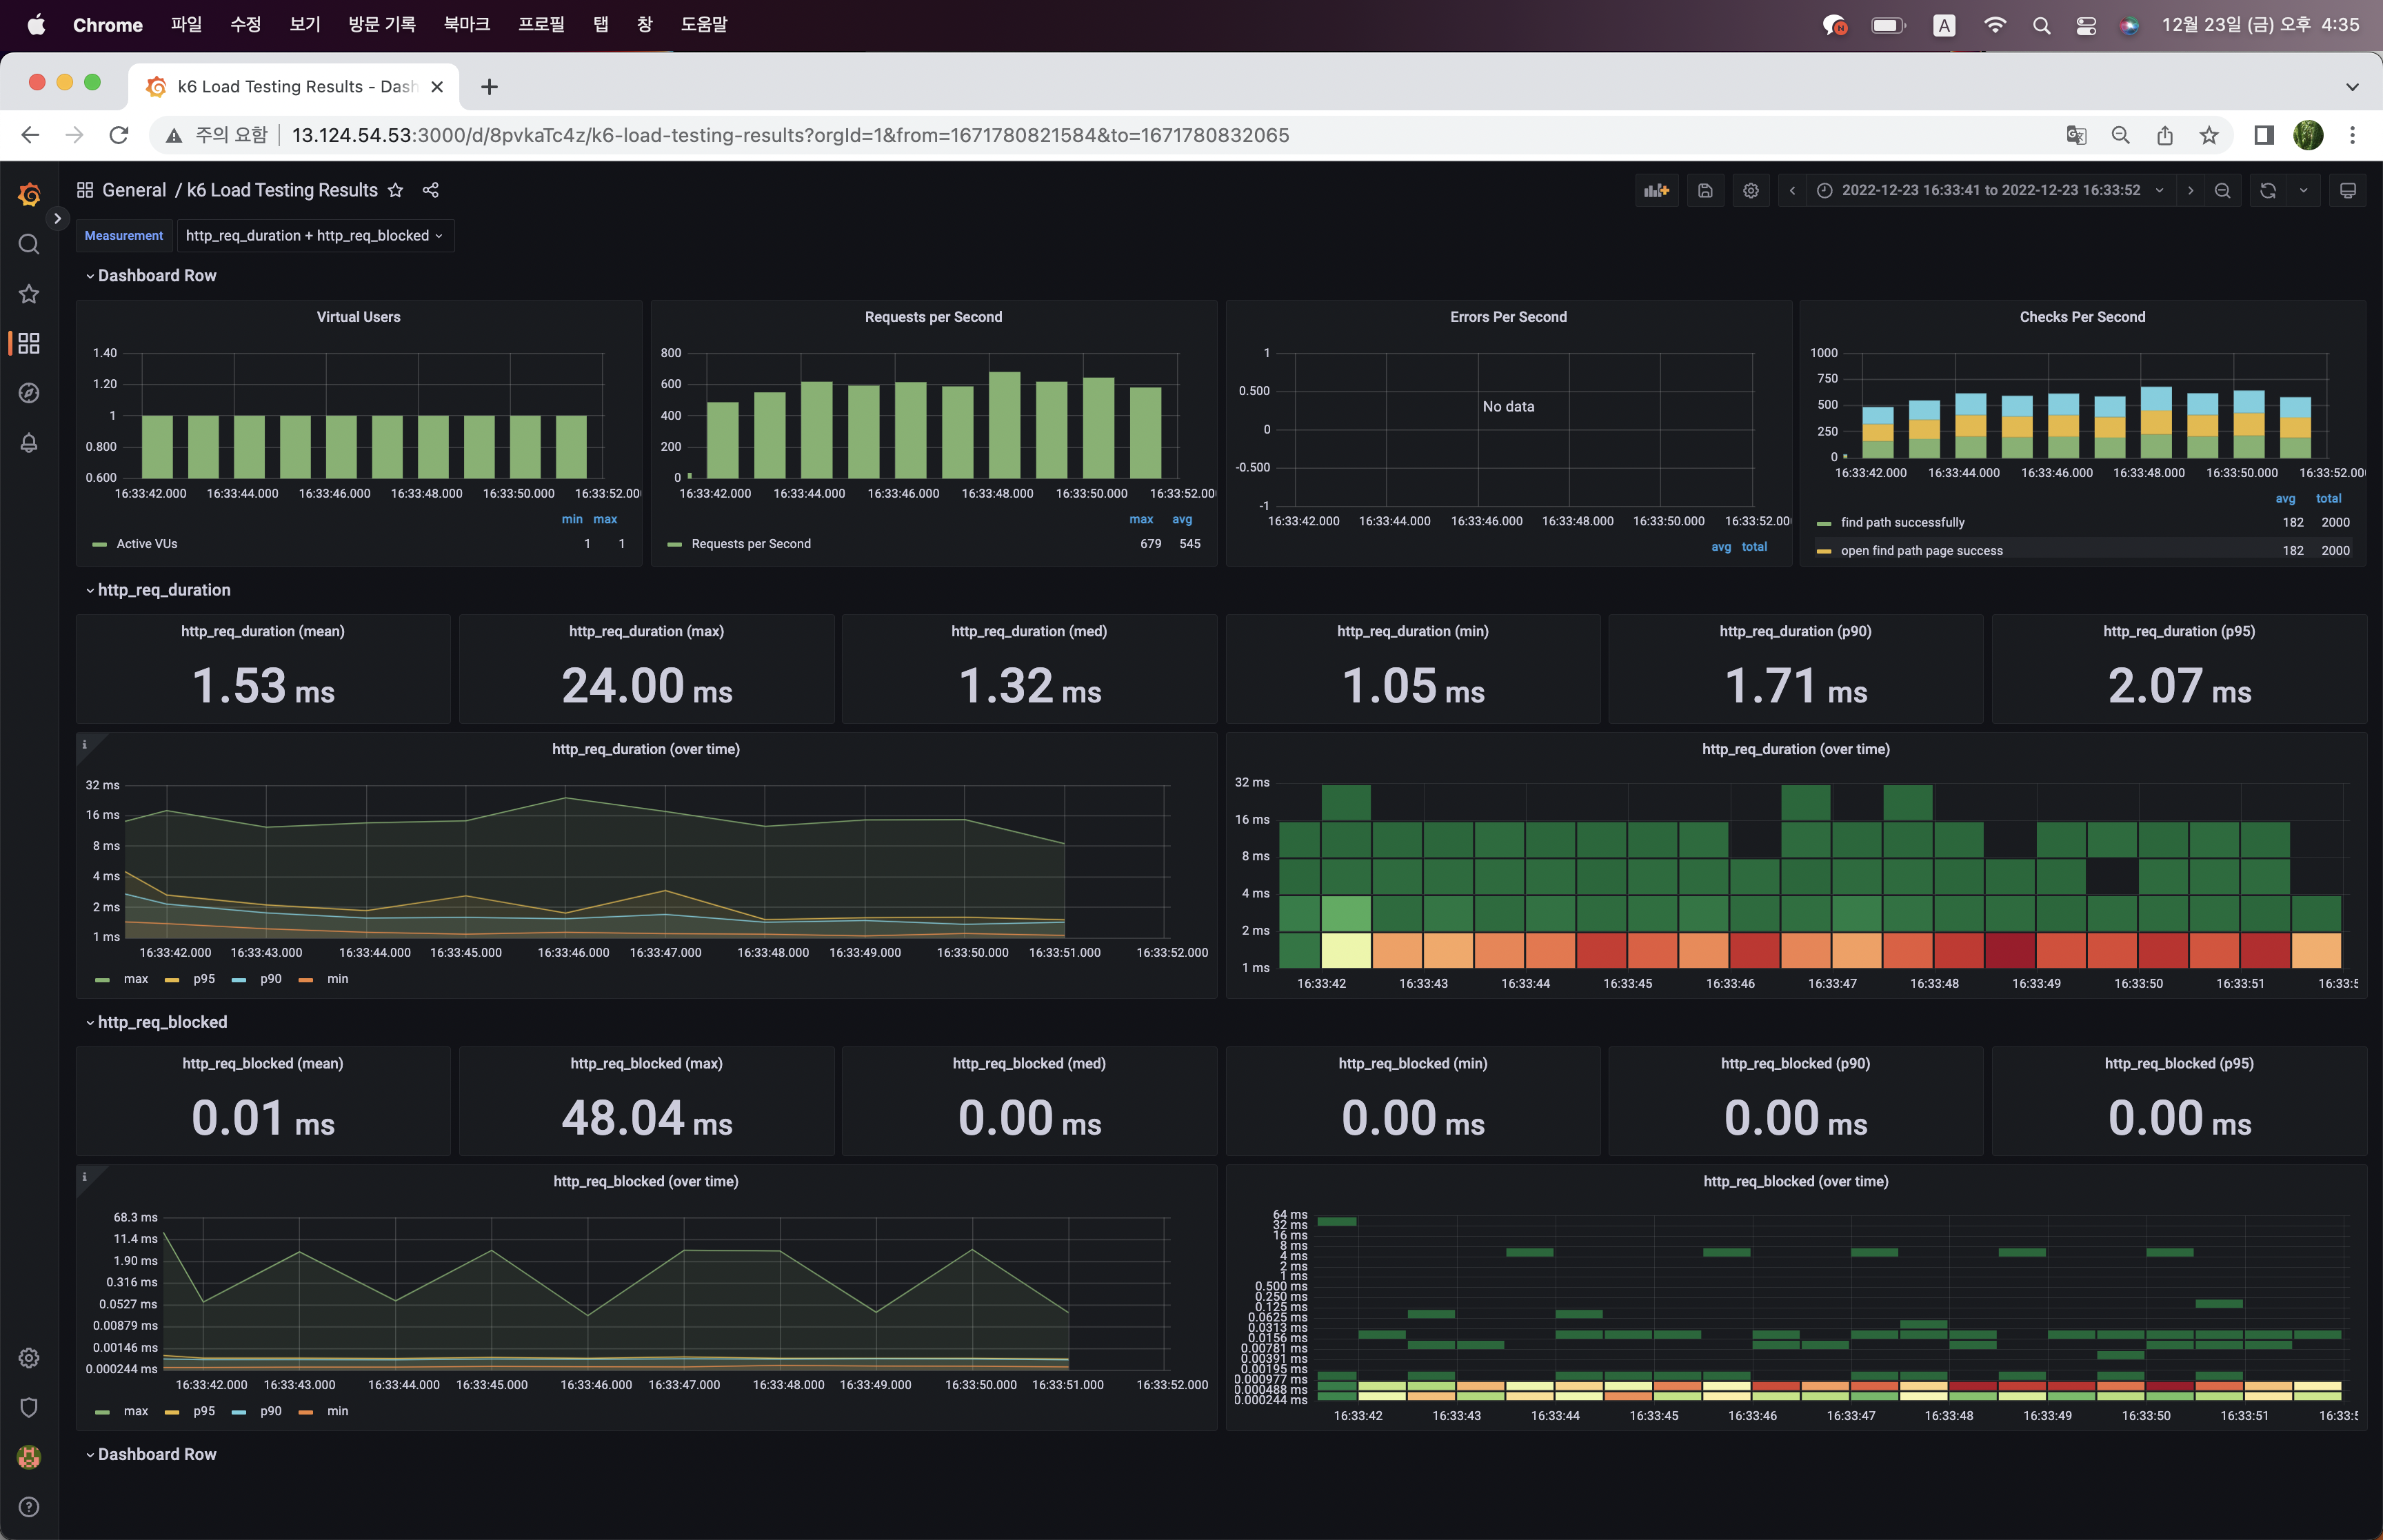 Chrome 파일 수정 보기 방문 기록 북마크 프로필 탭 창 도움말 A 12월 23일 (금) 오후 4:35
k6 Load Testing Results - Dash
주의 요함 13.124.54.53:3000/d/8pvkaTc4z/k6-load-testing-results?orgId=1&from=1671780821584&to=1671780832065
General / k6 Load Testing Results 2022-12-23 16:33:41 to 2022-12-23 16:33:52
Measurement http_req_duration + http_req_blocked
Dashboard Row
Virtual Users
1.40
1.20
1
0.800
0.600
16:33:42.000 16:33:44.000 16:33:46.000 16:33:48.000 16:33:50.000 16:33:52.00
min max
Active VUs 1 1
Requests per Second
800
600
400
200
0
16:33:42.000 16:33:44.000 16:33:46.000 16:33:48.000 16:33:50.000 16:33:52.00
max avg
Requests per Second 679 545
Errors Per Second
1
0.500
0
-0.500
-1
No data
16:33:42.000 16:33:44.000 16:33:46.000 16:33:48.000 16:33:50.000 16:33:52.00
avg total
Checks Per Second
1000
750
500
250
0
16:33:42.000 16:33:44.000 16:33:46.000 16:33:48.000 16:33:50.000 16:33:52.00
avg total
find path successfully 182 2000
open find path page success 182 2000
http_req_duration
http_req_duration (mean)
1.53 ms
http_req_duration (max)
24.00 ms
http_req_duration (med)
1.32 ms
http_req_duration (min)
1.05 ms
http_req_duration (p90)
1.71 ms
http_req_duration (p95)
2.07 ms
http_req_duration (over time)
32 ms
16 ms
8 ms
4 ms
2 ms
1 ms
16:33:42.000 16:33:43.000 16:33:44.000 16:33:45.000 16:33:46.000 16:33:47.000 16:33:48.000 16:33:49.000 16:33:50.000 16:33:51.000 16:33:52.000
max p95 p90 min
http_req_duration (over time)
32 ms
16 ms
8 ms
4 ms
2 ms
1 ms
16:33:42 16:33:43 16:33:44 16:33:45 16:33:46 16:33:47 16:33:48 16:33:49 16:33:50 16:33:51 16:33:5
http_req_blocked
http_req_blocked (mean)
0.01 ms
http_req_blocked (max)
48.04 ms
http_req_blocked (med)
0.00 ms
http_req_blocked (min)
0.00 ms
http_req_blocked (p90)
0.00 ms
http_req_blocked (p95)
0.00 ms
http_req_blocked (over time)
68.3 ms
11.4 ms
1.90 ms
0.316 ms
0.0527 ms
0.00879 ms
0.00146 ms
0.000244 ms
16:33:42.000 16:33:43.000 16:33:44.000 16:33:45.000 16:33:46.000 16:33:47.000 16:33:48.000 16:33:49.000 16:33:50.000 16:33:51.000 16:33:52.000
max p95 p90 min
http_req_blocked (over time)
64 ms
32 ms
16 ms
8 ms
4 ms
2 ms
1 ms
0.500 ms
0.250 ms
0.125 ms
0.0625 ms
0.0313 ms
0.0156 ms
0.00781 ms
0.00391 ms
0.00195 ms
0.000977 ms
0.000488 ms
0.000244 ms
16:33:42 16:33:43 16:33:44 16:33:45 16:33:46 16:33:47 16:33:48 16:33:49 16:33:50 16:33:51 16:33:5
Dashboard Row